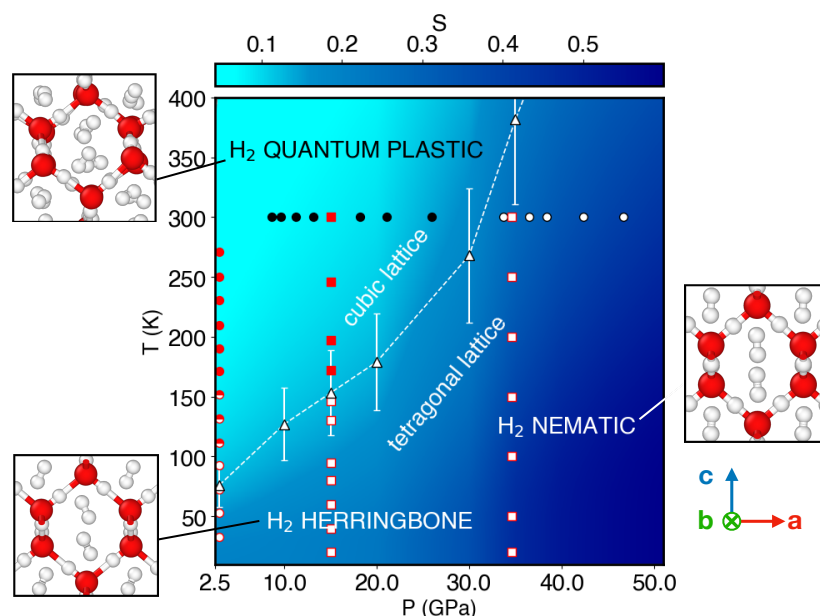 S
0.1 0.2 0.3 0.4 0.5
400
350
300
250
200
150
100
50
T (K)
H₂ QUANTUM PLASTIC
cubic lattice
tetragonal lattice
H₂ NEMATIC
H₂ HERRINGBONE
c
b a
2.5 10.0 20.0 30.0 40.0 50.0
P (GPa)